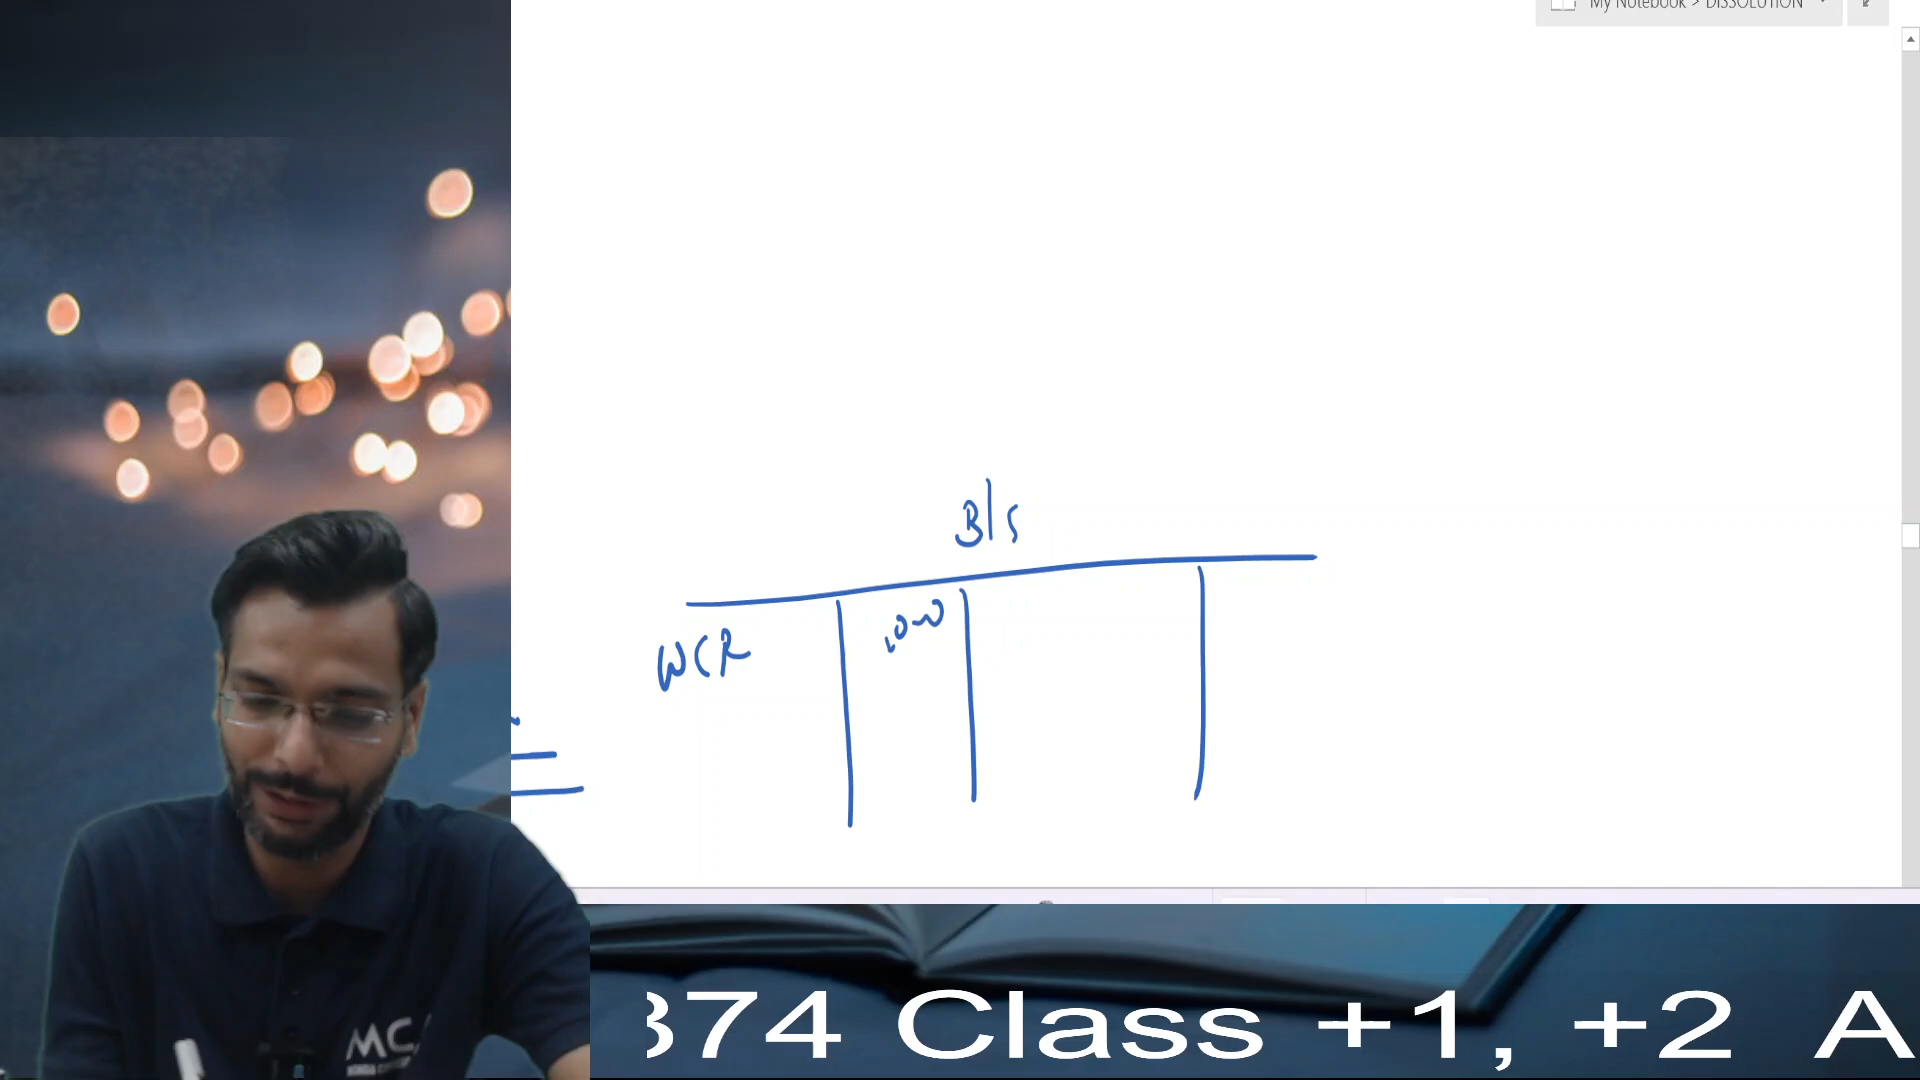 My Notebook > DISSOLUTION
B/S
WCR
MCA
374 Class +1, +2 A